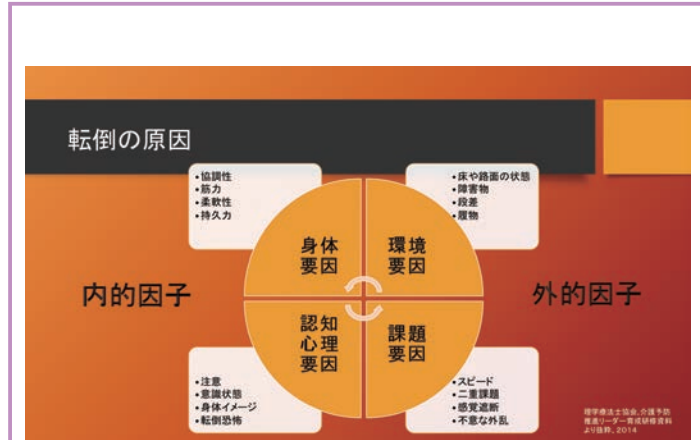 転倒の原因
・協調性
・筋力
・柔軟性
・持久力
・床や路面の状態
・障害物
・段差
・履物
身体
要因
環境
要因
内的因子
外的因子
認知
心理
要因
課題
要因
・注意
・意識状態
・身体イメージ
・転倒恐怖
・スピード
・二重課題
・感覚遮断
・不意な外乱
理学療法士協会、介護予防
推進リーダー育成研修資料
より抜粋、2014